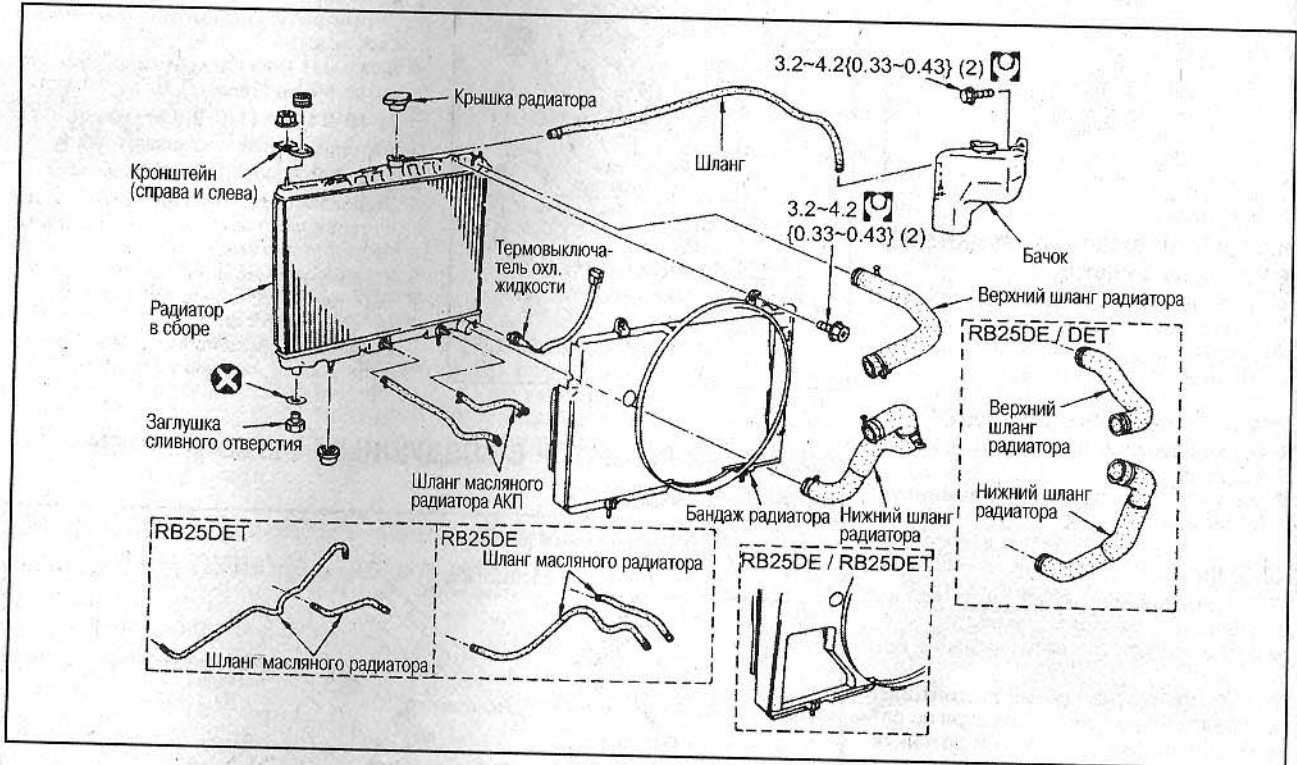 3.2~4.2{0.33~0.43} (2)
Крышка радиатора
Шланг
Кронштейн
(справа и слева)
3.2~4.2
{0.33~0.43} (2)
Бачок
Термовыключа-
тель охл.
жидкости
Верхний шланг радиатора
Радиатор
в сборе
RB25DE / DET
Верхний
шланг
радиатора
Заглушка
сливного отверстия
Шланг масляного
радиатора АКП
Бандаж радиатора
Нижний шланг
радиатора
Нижний шланг
радиатора
RB25DET
Шланг масляного радиатора
RB25DE
Шланг масляного радиатора
RB25DE / RB25DET